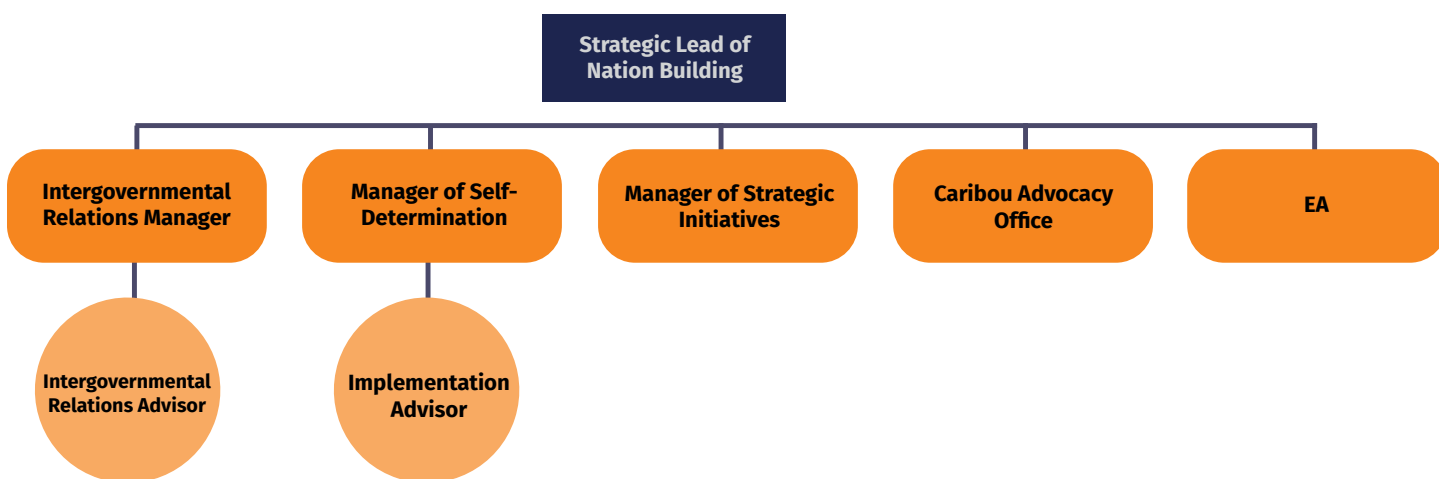 Strategic Lead of
Nation Building
Intergovernmental
Relations Manager
Manager of Self-
Determination
Manager of Strategic
Initiatives
Caribou Advocacy
Office
EA
Intergovernmental
Relations Advisor
Implementation
Advisor